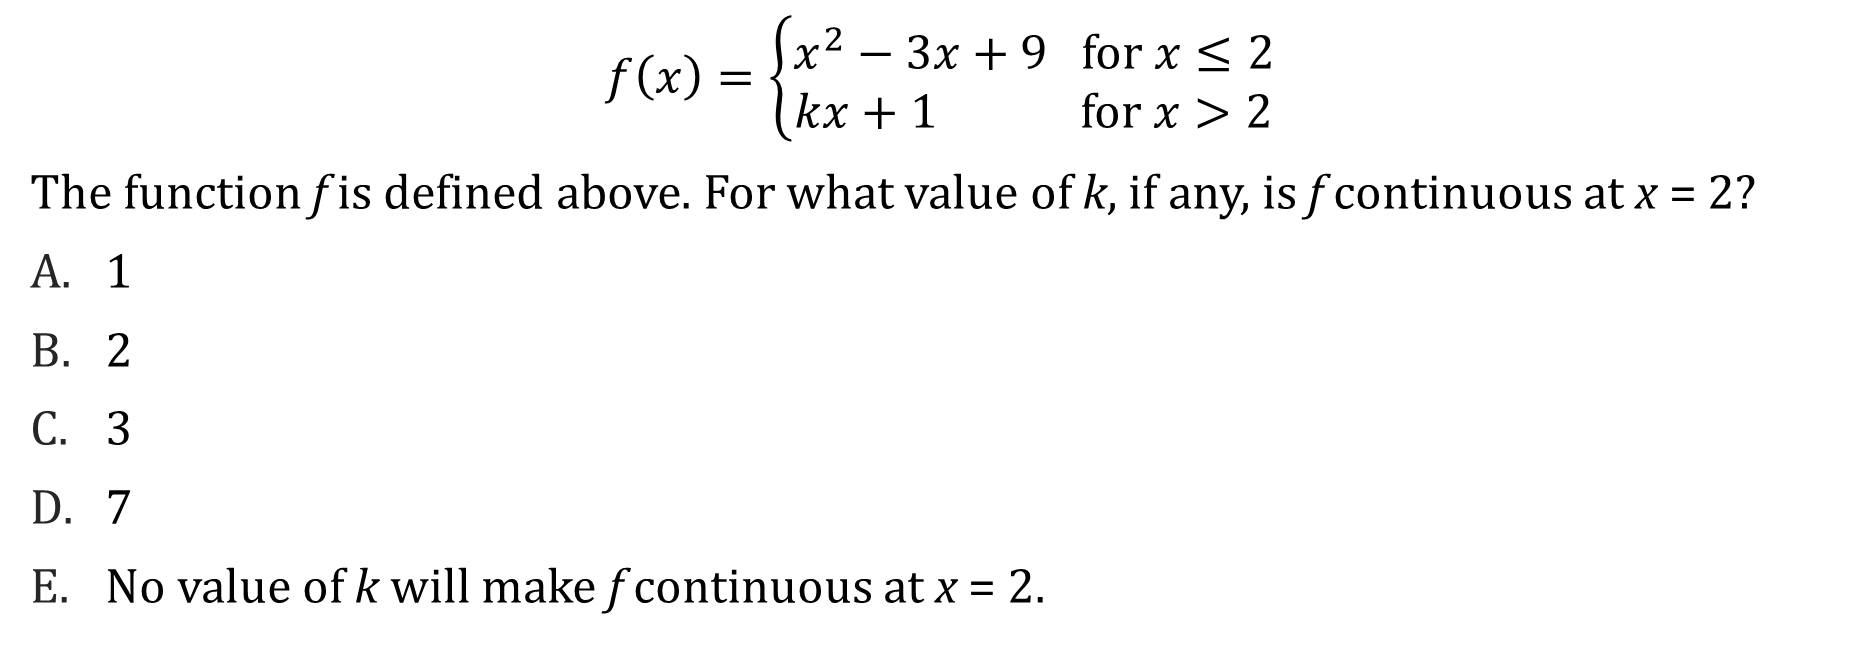 f(x) = { x² − 3x + 9 for x ≤ 2
kx + 1 for x > 2
The function f is defined above. For what value of k, if any, is f continuous at x = 2?
A. 1
B. 2
C. 3
D. 7
E. No value of k will make f continuous at x = 2.